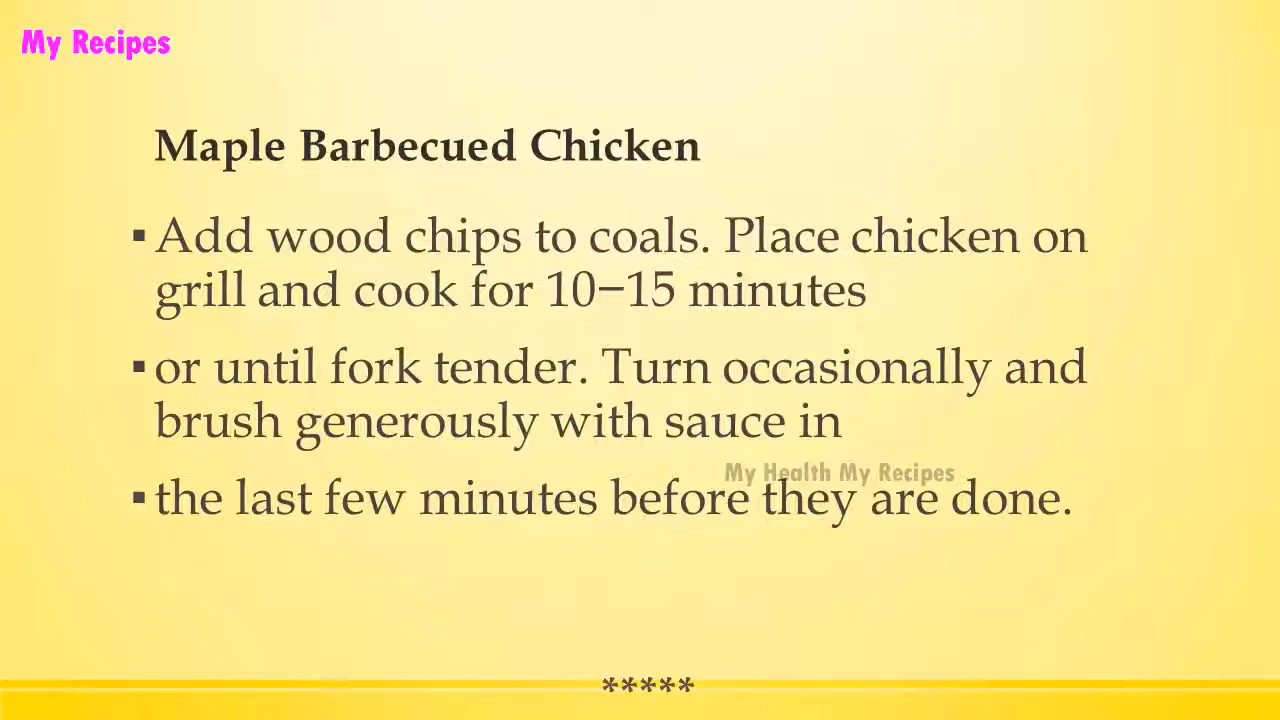 My Recipes
Maple Barbecued Chicken
▪ Add wood chips to coals. Place chicken on
grill and cook for 10−15 minutes
▪ or until fork tender. Turn occasionally and
brush generously with sauce in
My Health My Recipes
▪ the last few minutes before they are done.
*****